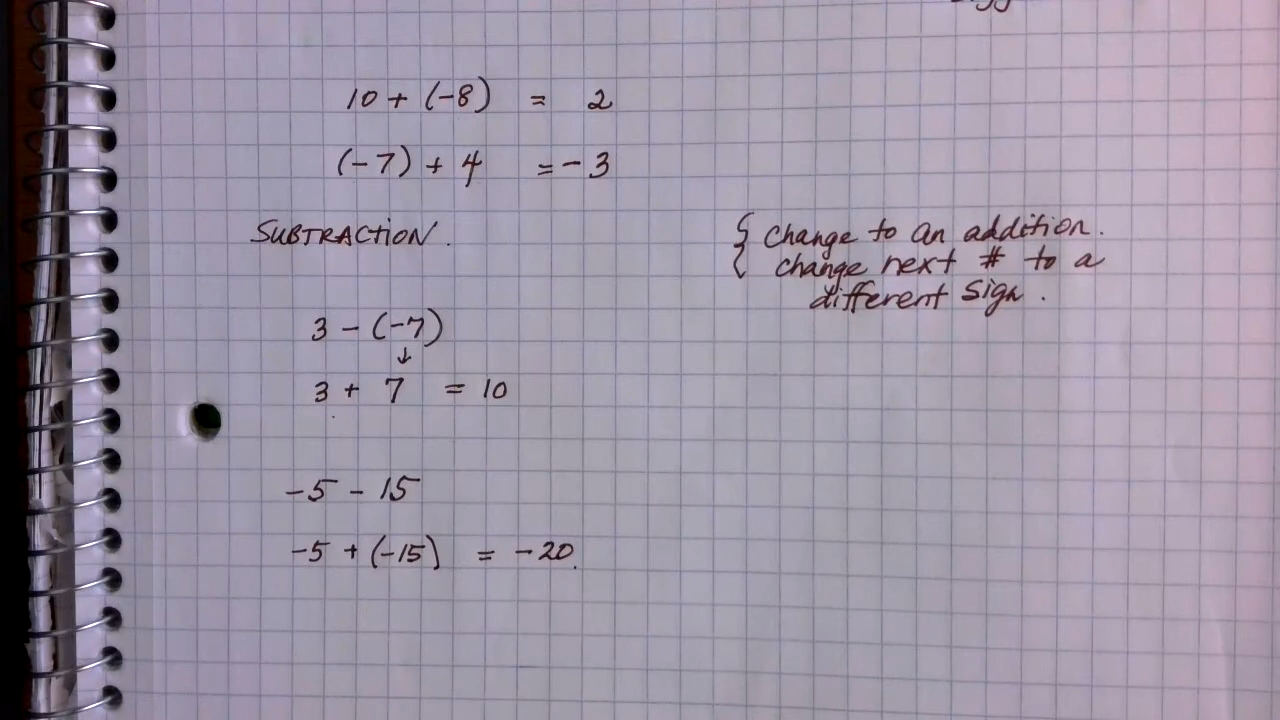 10 + (-8) = 2
(-7) + 4 = -3
SUBTRACTION.
{ change to an addition.
change next # to a
different sign.
3 - (-7)
↓
3 + 7 = 10
-5 - 15
-5 + (-15) = -20.